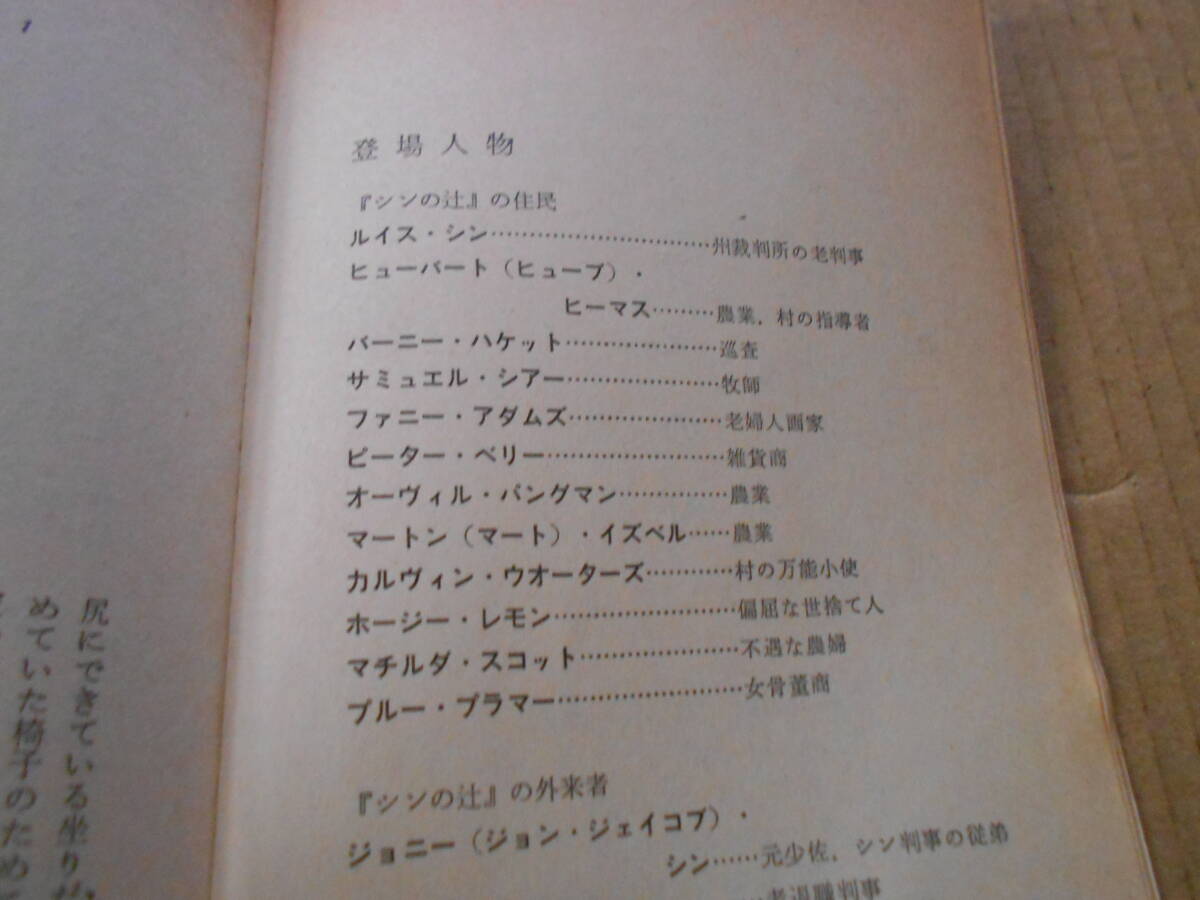 登場人物
『シンの辻』の住民
ルイス・シン……………………………州裁判所の老判事
ヒューバート(ヒューブ)・
ヒーマス………農業,村の指導者
バーニー・ハケット…………………巡査
サミュエル・シアー…………………牧師
ファニー・アダムズ…………………老婦人画家
ピーター・ベリー……………………雑貨商
オーヴィル・パングマン……………農業
マートン(マート)・イズベル……農業
カルヴィン・ウオーターズ…………村の万能小使
ホージー・レモン……………………偏屈な世捨て人
マチルダ・スコット…………………不遇な農婦
プルー・プラマー……………………女骨董商
『シンの辻』の外来者
ジョニー(ジョン・ジェイコブ)・
シン……元少佐,シン判事の従弟
老退職判事
尻にできている坐り
めていた椅子のため